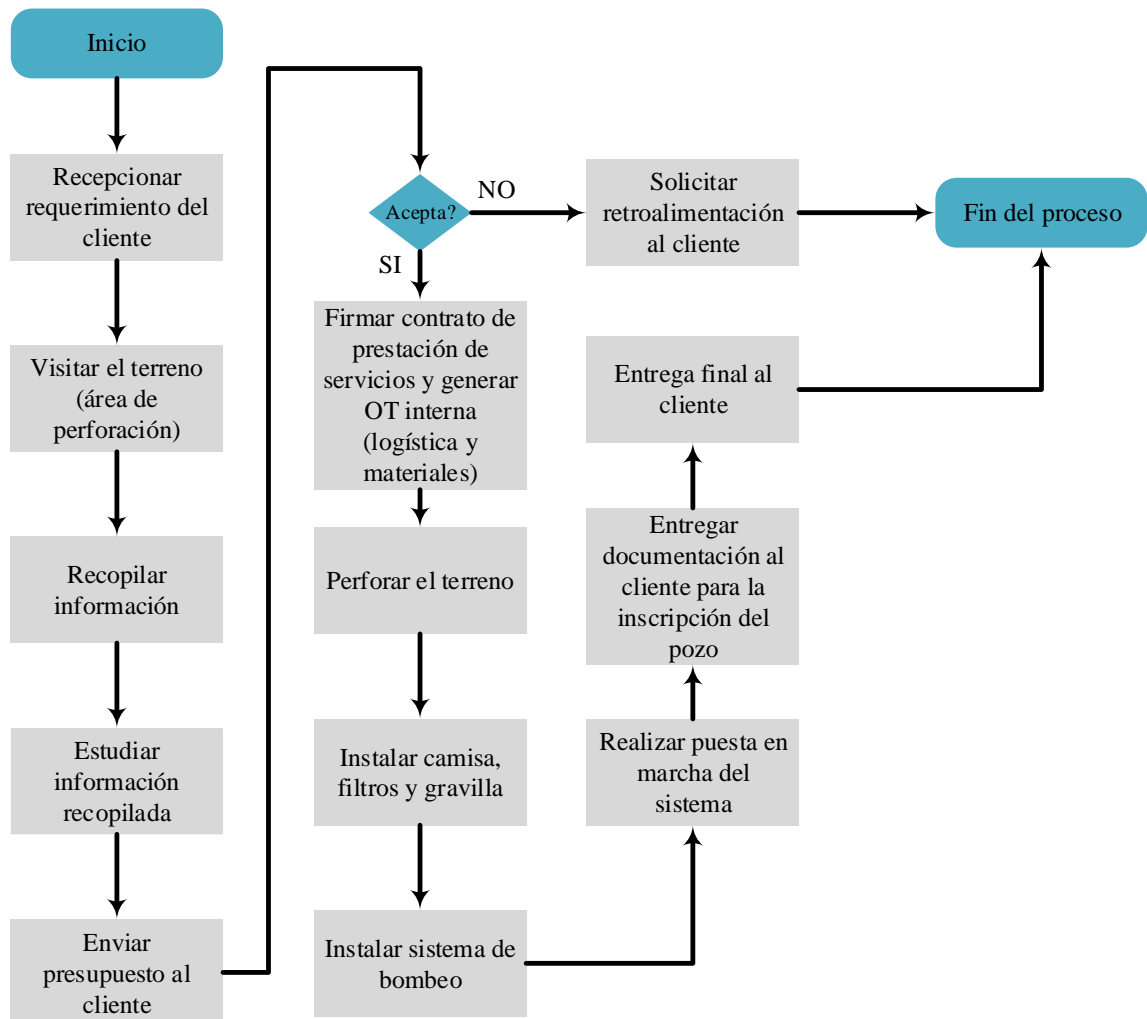 Inicio
Recepcionar
requerimiento del
cliente
Visitar el terreno
(área de
perforación)
Recopilar
información
Estudiar
información
recopilada
Enviar
presupuesto al
cliente
Acepta?
NO
SI
Solicitar
retroalimentación
al cliente
Fin del proceso
Firmar contrato de
prestación de
servicios y generar
OT interna
(logística y
materiales)
Perforar el terreno
Instalar camisa,
filtros y gravilla
Instalar sistema de
bombeo
Realizar puesta en
marcha del
sistema
Entregar
documentación al
cliente para la
inscripción del
pozo
Entrega final al
cliente